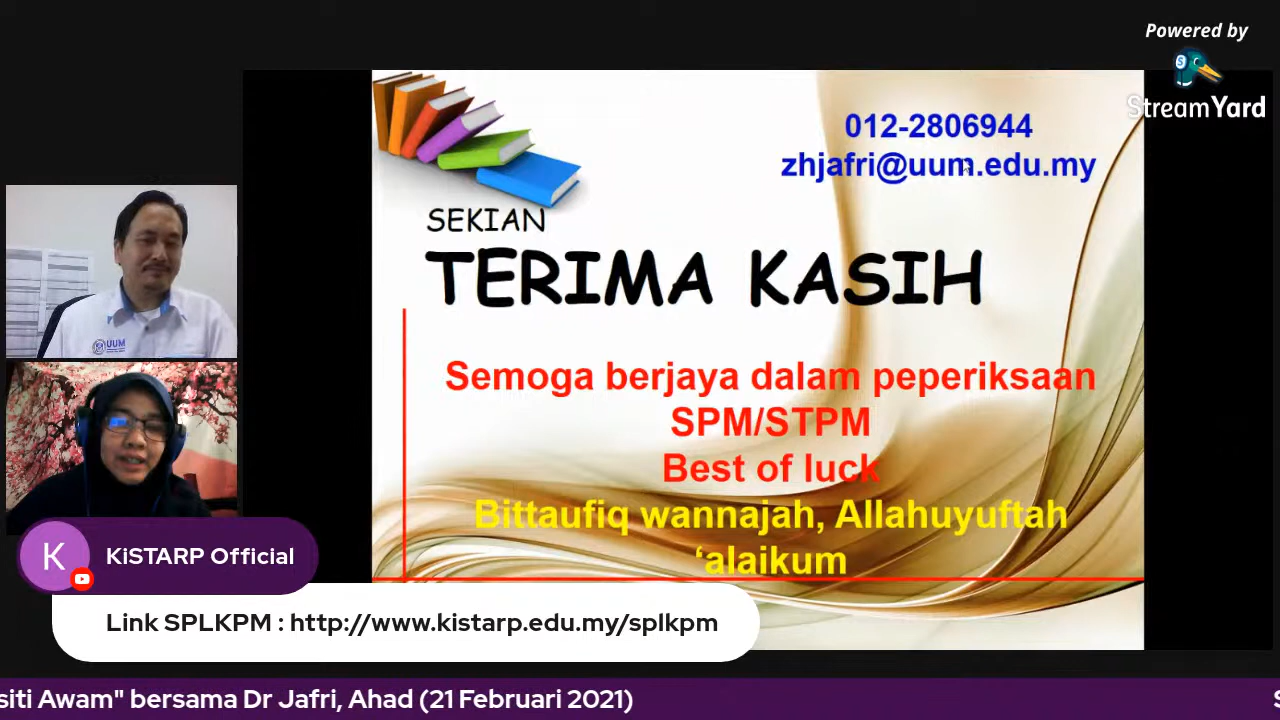 Powered by
StreamYard
012-2806944
zhjafri@uum.edu.my
SEKIAN
TERIMA KASIH
Semoga berjaya dalam peperiksaan
SPM/STPM
Best of luck
Bittaufiq wannajah, Allahuyuftah
‘alaikum
UUM
K
KiSTARP Official
Link SPLKPM : http://www.kistarp.edu.my/splkpm
siti Awam" bersama Dr Jafri, Ahad (21 Februari 2021)
S